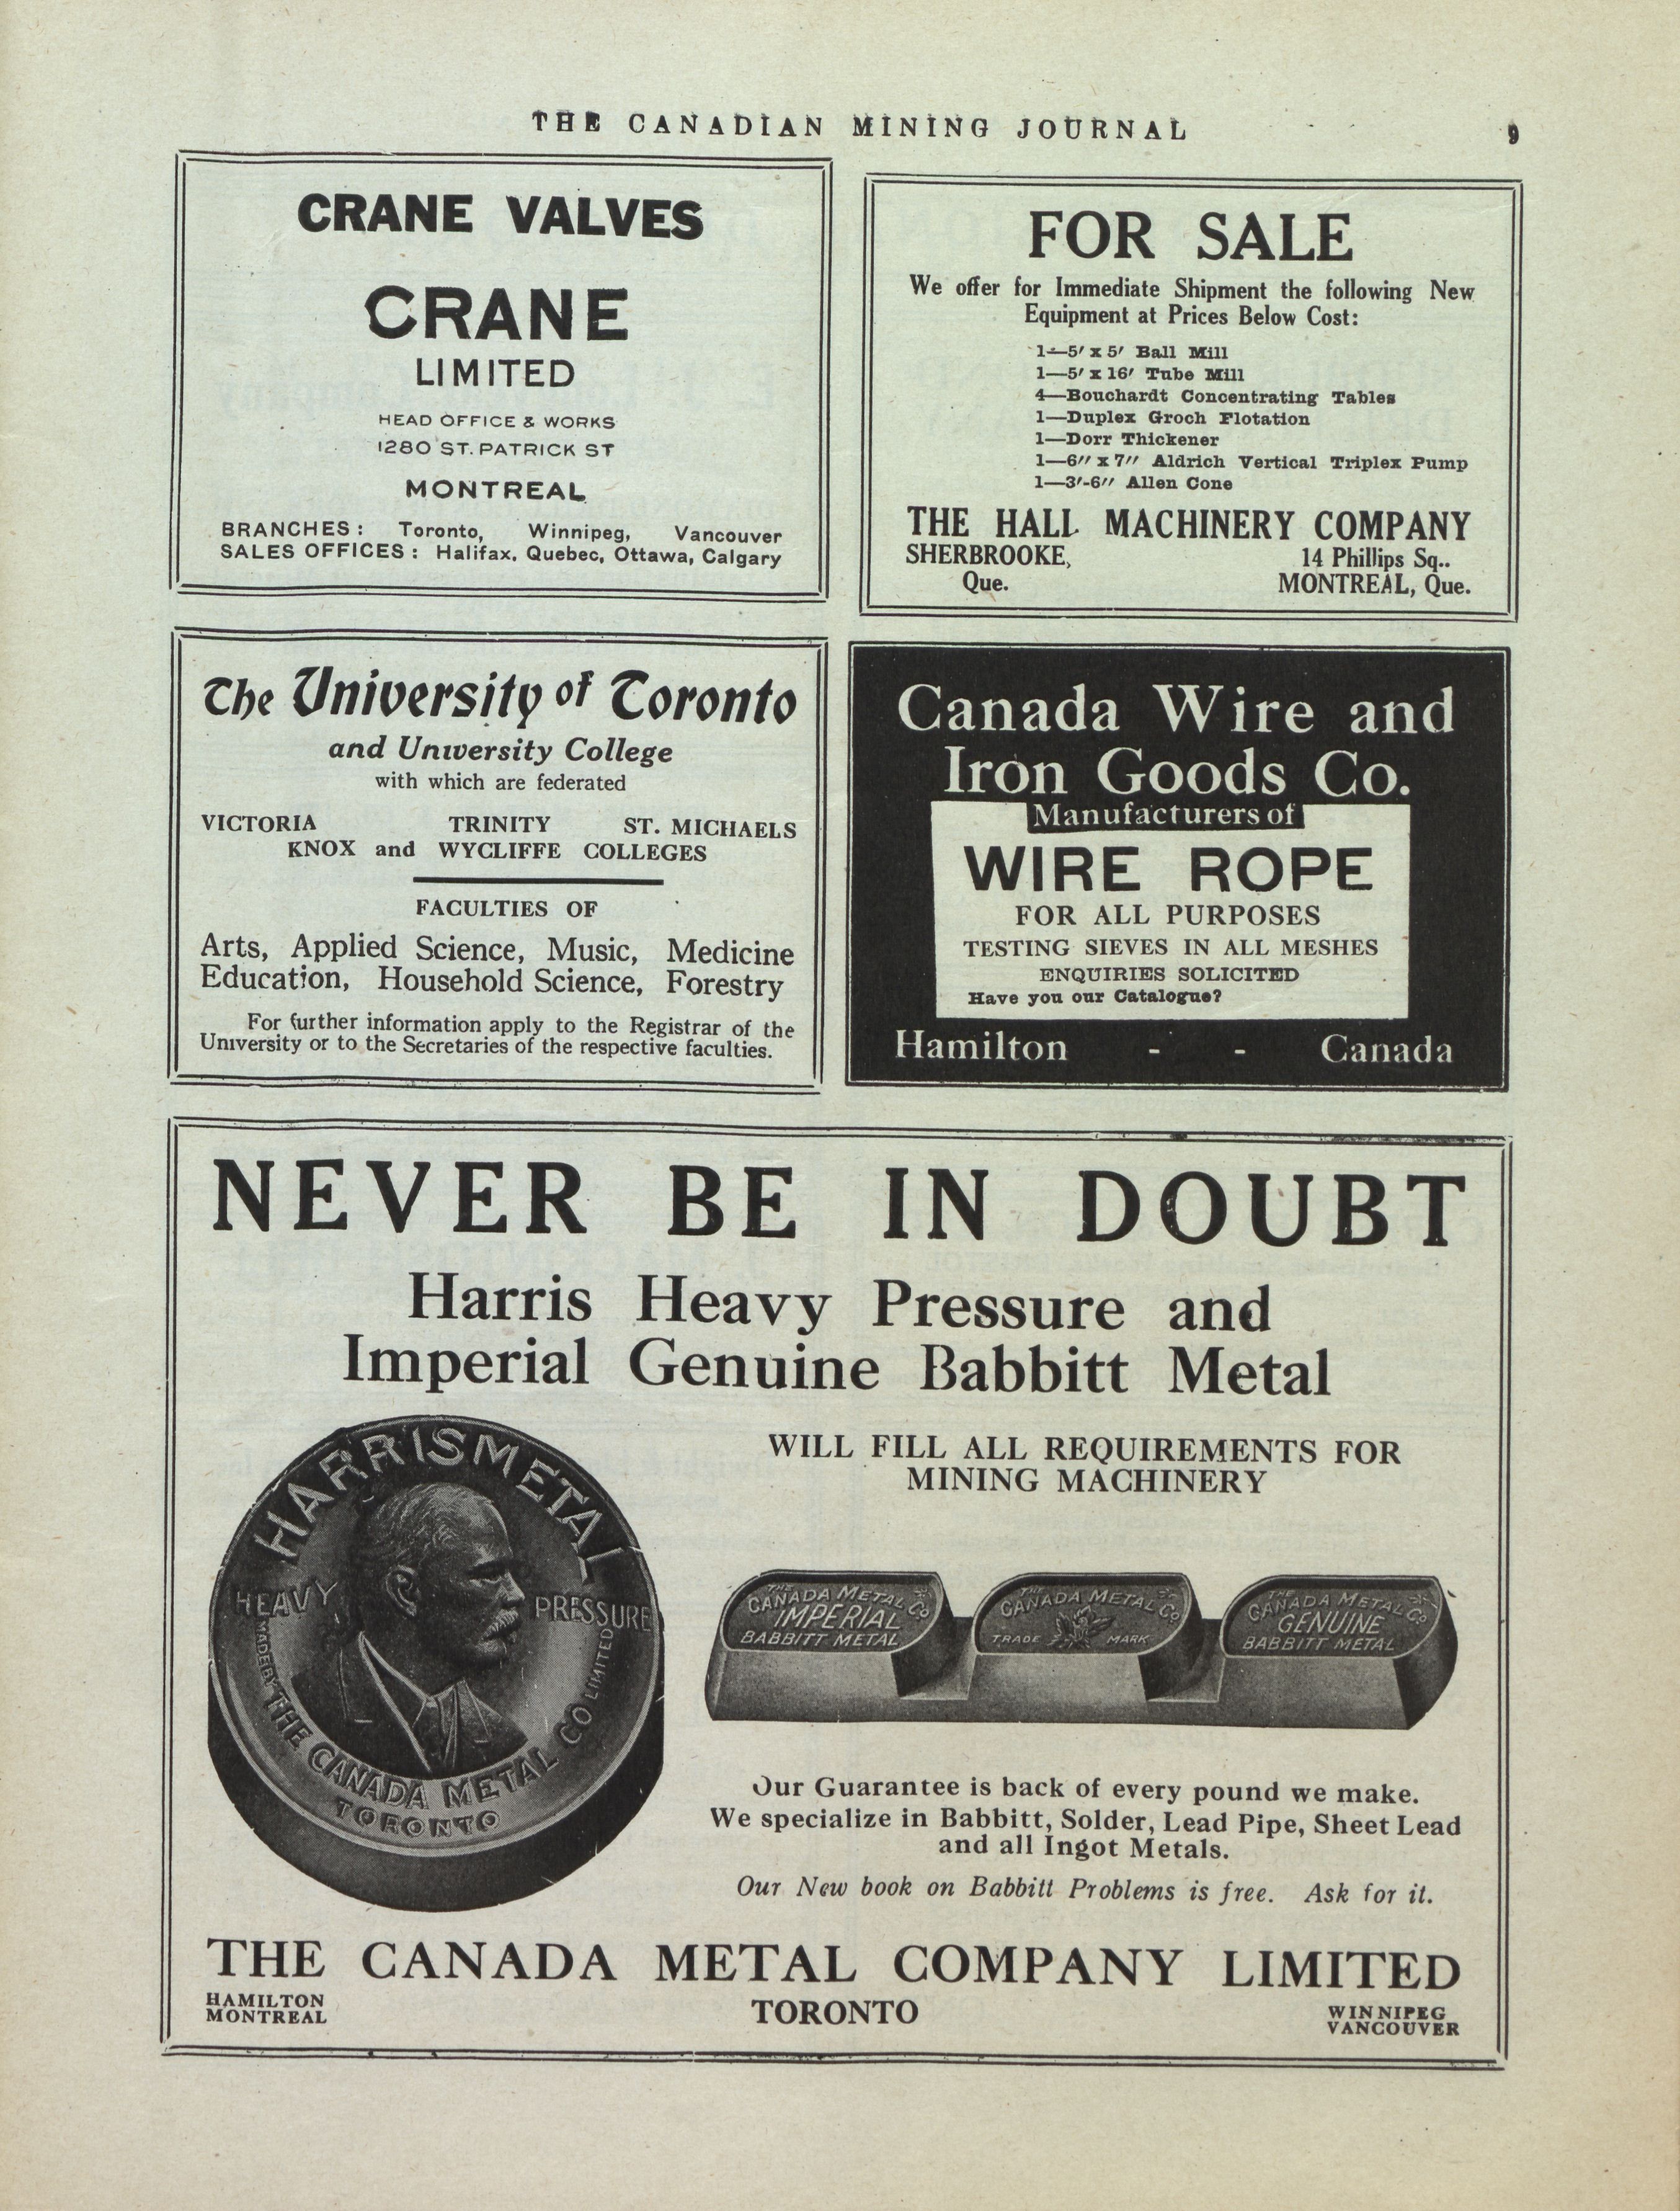 THE CANADIAN MINING JOURNAL 9
CRANE VALVES
CRANE
LIMITED
HEAD OFFICE & WORKS
1280 ST. PATRICK ST
MONTREAL
BRANCHES: Toronto, Winnipeg, Vancouver
SALES OFFICES: Halifax, Quebec, Ottawa, Calgary
FOR SALE
We offer for Immediate Shipment the following New
Equipment at Prices Below Cost:
1—5' x 5' Ball Mill
1—5' x 16' Tube Mill
4—Bouchardt Concentrating Tables
1—Duplex Groch Flotation
1—Dorr Thickener
1—6" x 7" Aldrich Vertical Triplex Pump
1—3'-6" Allen Cone
THE HALL MACHINERY COMPANY
SHERBROOKE, 14 Phillips Sq..
Que. MONTREAL, Que.
The University of Toronto
and University College
with which are federated
VICTORIA TRINITY ST. MICHAELS
KNOX and WYCLIFFE COLLEGES
FACULTIES OF
Arts, Applied Science, Music, Medicine
Education, Household Science, Forestry
For further information apply to the Registrar of the
University or to the Secretaries of the respective faculties.
Canada Wire and
Iron Goods Co.
Manufacturers of
WIRE ROPE
FOR ALL PURPOSES
TESTING SIEVES IN ALL MESHES
ENQUIRIES SOLICITED
Have you our Catalogue?
Hamilton - - Canada
NEVER BE IN DOUBT
Harris Heavy Pressure and
Imperial Genuine Babbitt Metal
HARRISMETAL
HEAVY PRESSURE
MADE BY THE CANADA METAL CO LIMITED
TORONTO
WILL FILL ALL REQUIREMENTS FOR
MINING MACHINERY
THE
CANADA METAL Co
IMPERIAL
BABBITT METAL
THE
CANADA METAL Co
TRADE MARK
THE
CANADA METAL Co
GENUINE
BABBITT METAL
Our Guarantee is back of every pound we make.
We specialize in Babbitt, Solder, Lead Pipe, Sheet Lead
and all Ingot Metals.
Our New book on Babbitt Problems is free. Ask for it.
THE CANADA METAL COMPANY LIMITED
HAMILTON
MONTREAL
TORONTO
WINNIPEG
VANCOUVER